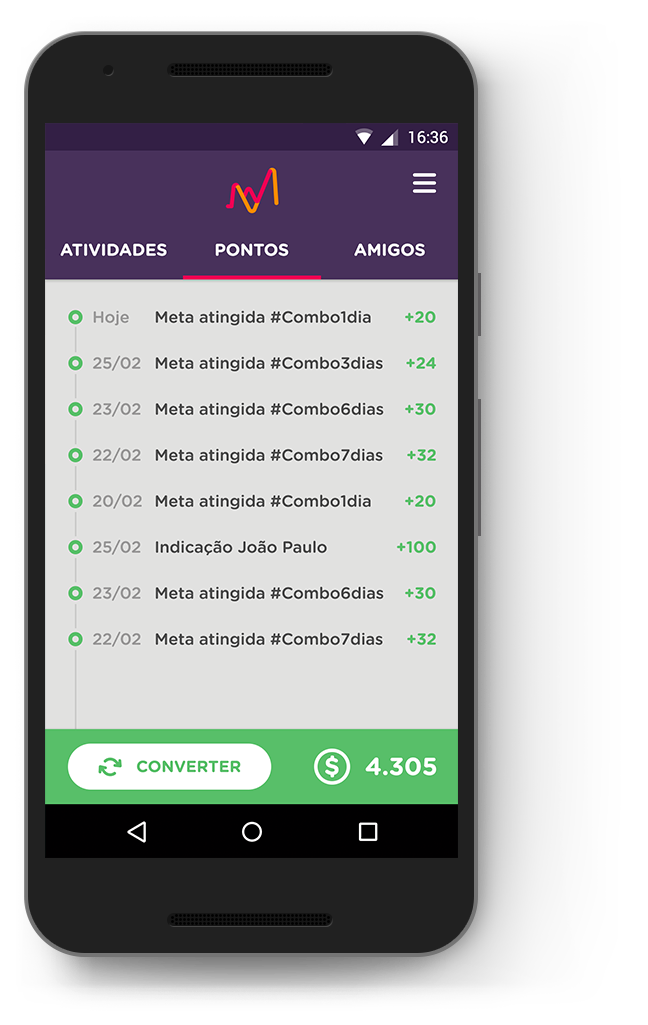 16:36
ATIVIDADES PONTOS AMIGOS
Hoje Meta atingida #Combo1dia +20
25/02 Meta atingida #Combo3dias +24
23/02 Meta atingida #Combo6dias +30
22/02 Meta atingida #Combo7dias +32
20/02 Meta atingida #Combo1dia +20
25/02 Indicação João Paulo +100
23/02 Meta atingida #Combo6dias +30
22/02 Meta atingida #Combo7dias +32
CONVERTER $ 4.305